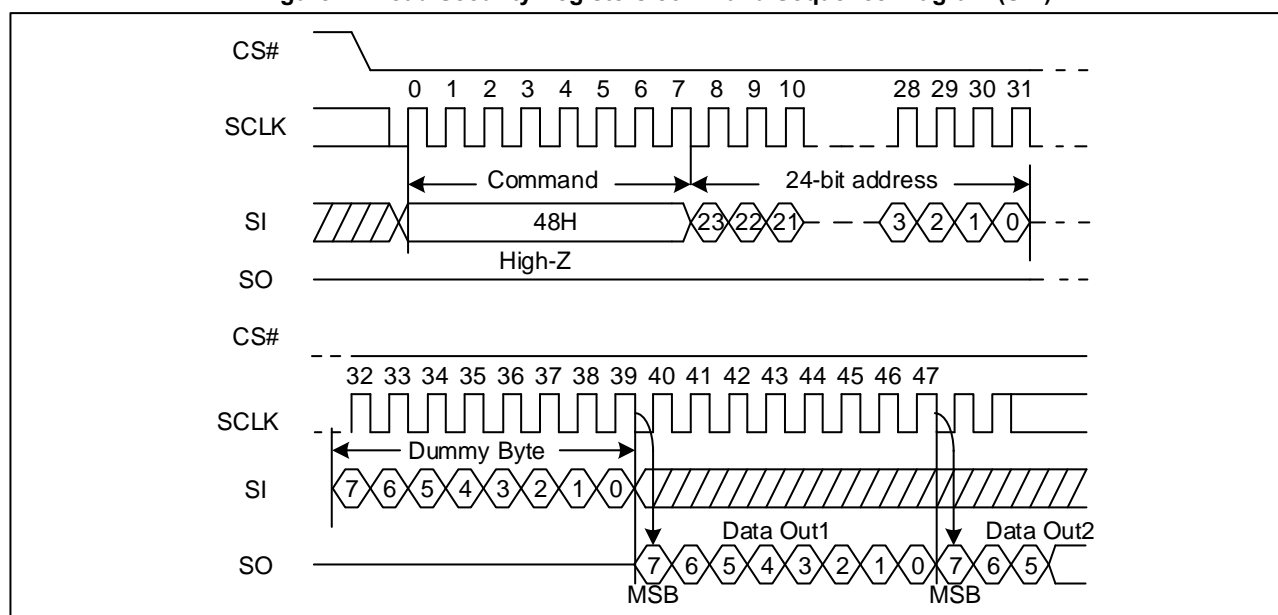 CS#
0 1 2 3 4 5 6 7 8 9 10 28 29 30 31
SCLK
Command 24-bit address
SI 48H 23 22 21 3 2 1 0
High-Z
SO
CS#
32 33 34 35 36 37 38 39 40 41 42 43 44 45 46 47
SCLK
Dummy Byte
SI 7 6 5 4 3 2 1 0
Data Out1 Data Out2
SO 7 6 5 4 3 2 1 0 7 6 5
MSB MSB